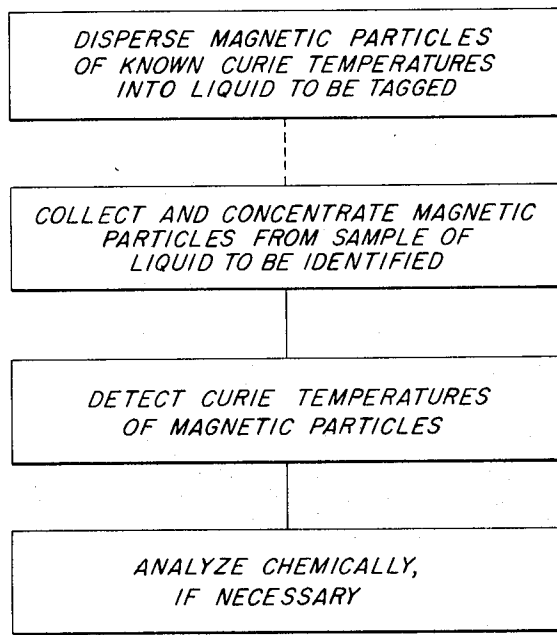 DISPERSE MAGNETIC PARTICLES
OF KNOWN CURIE TEMPERATURES
INTO LIQUID TO BE TAGGED
COLLECT AND CONCENTRATE MAGNETIC
PARTICLES FROM SAMPLE OF
LIQUID TO BE IDENTIFIED
DETECT CURIE TEMPERATURES
OF MAGNETIC PARTICLES
ANALYZE CHEMICALLY,
IF NECESSARY